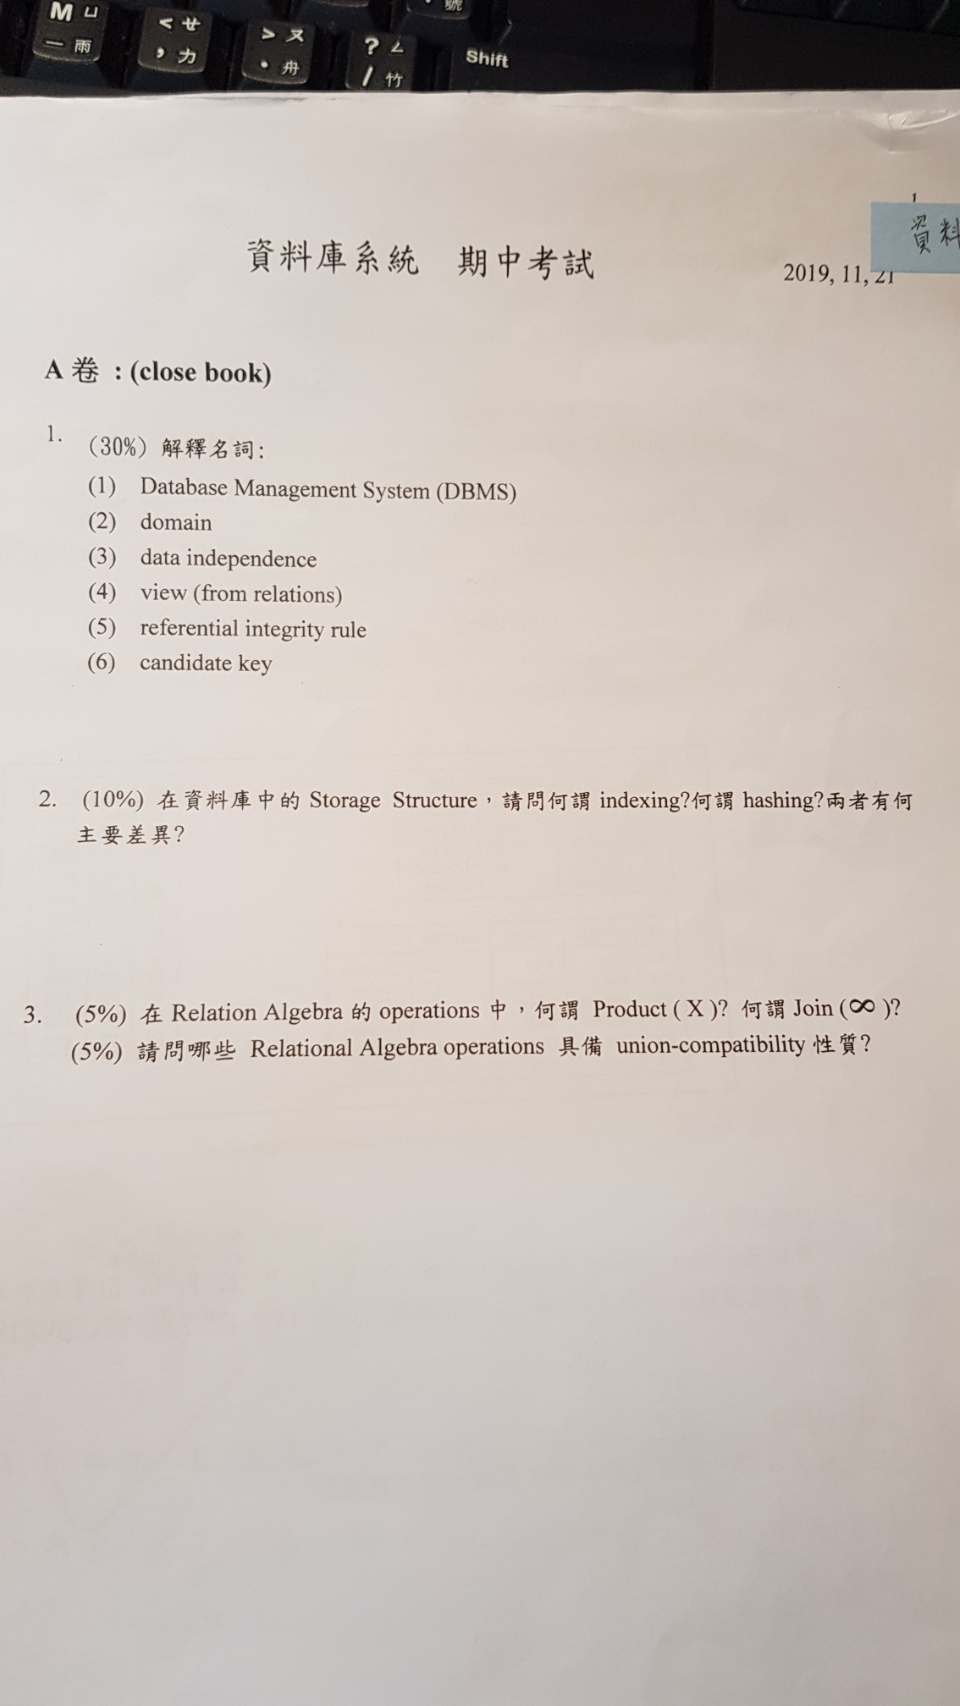 M ㄩ
一 雨
< ㄝ
, 力
> ㄡ
. 舟
? ㄥ
/ 竹
號
Shift
資料
資料庫系統 期中考試
2019, 11, 21
A 卷 : (close book)
1. (30%) 解釋名詞:
(1) Database Management System (DBMS)
(2) domain
(3) data independence
(4) view (from relations)
(5) referential integrity rule
(6) candidate key
2. (10%) 在資料庫中的 Storage Structure，請問何謂 indexing?何謂 hashing?兩者有何
主要差異?
3. (5%) 在 Relation Algebra 的 operations 中，何謂 Product ( X )? 何謂 Join (∞ )?
(5%) 請問哪些 Relational Algebra operations 具備 union-compatibility 性質?